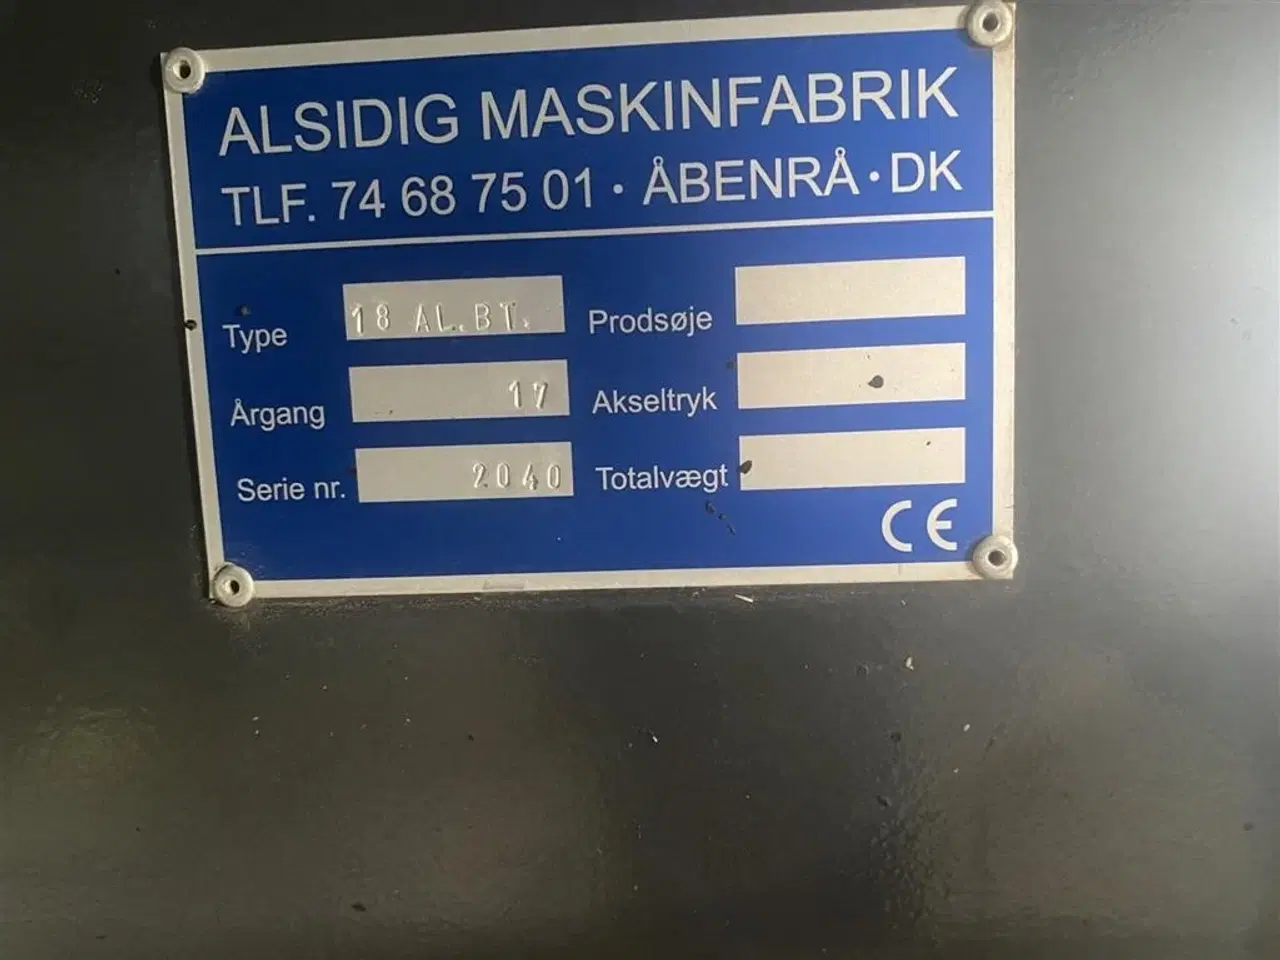 ALSIDIG MASKINFABRIK
TLF. 74 68 75 01 · ÅBENRÅ · DK
Type 18 AL.BT. Prodsøje
Årgang 17 Akseltryk
Serie nr. 2040 Totalvægt
CE